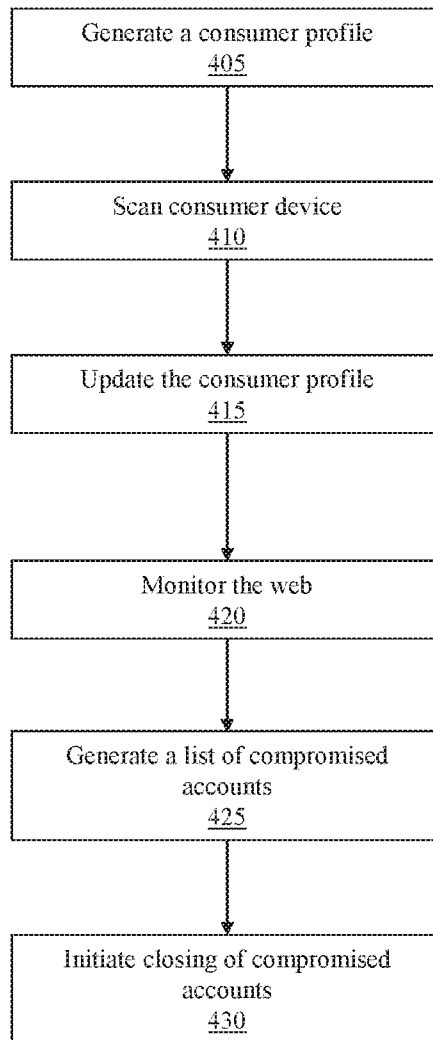 Generate a consumer profile
405
Scan consumer device
410
Update the consumer profile
415
Monitor the web
420
Generate a list of compromised
accounts
425
Initiate closing of compromised
accounts
430